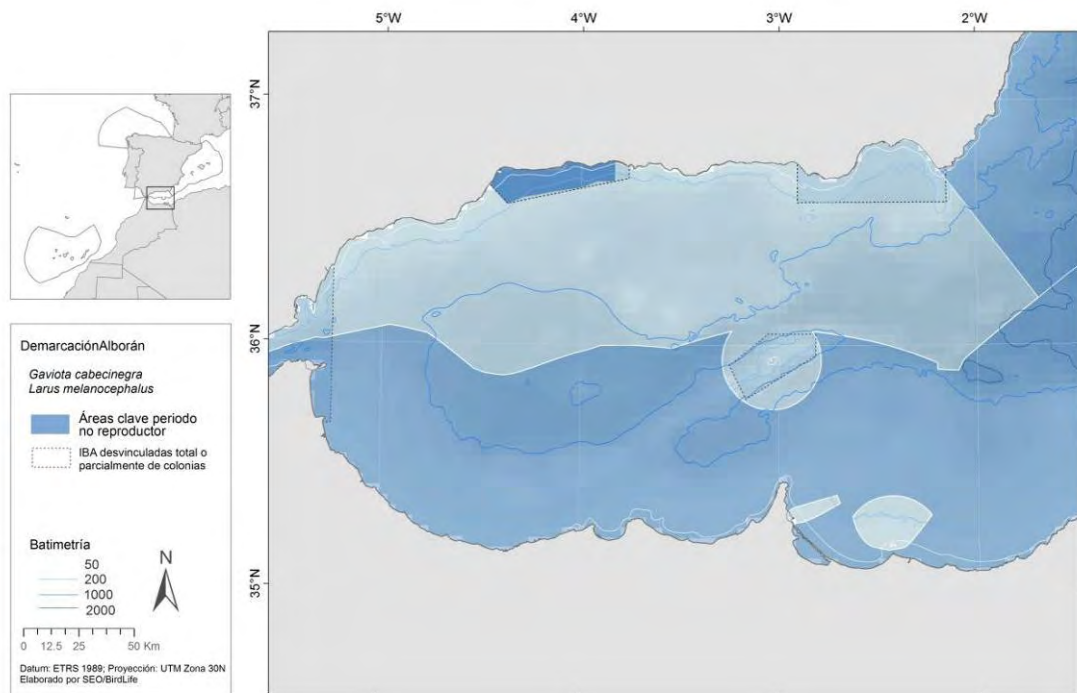 5°W
4°W
3°W
2°W
37°N
36°N
35°N
DemarcaciónAlborán
Gaviota cabecinegra
Larus melanocephalus
Áreas clave periodo
no reproductor
IBA desvinculadas total o
parcialmente de colonias
Batimetría
50
200
1000
2000
N
0 12.5 25 50 Km
Datum: ETRS 1989; Proyección: UTM Zona 30N
Elaborado por SEO/BirdLife